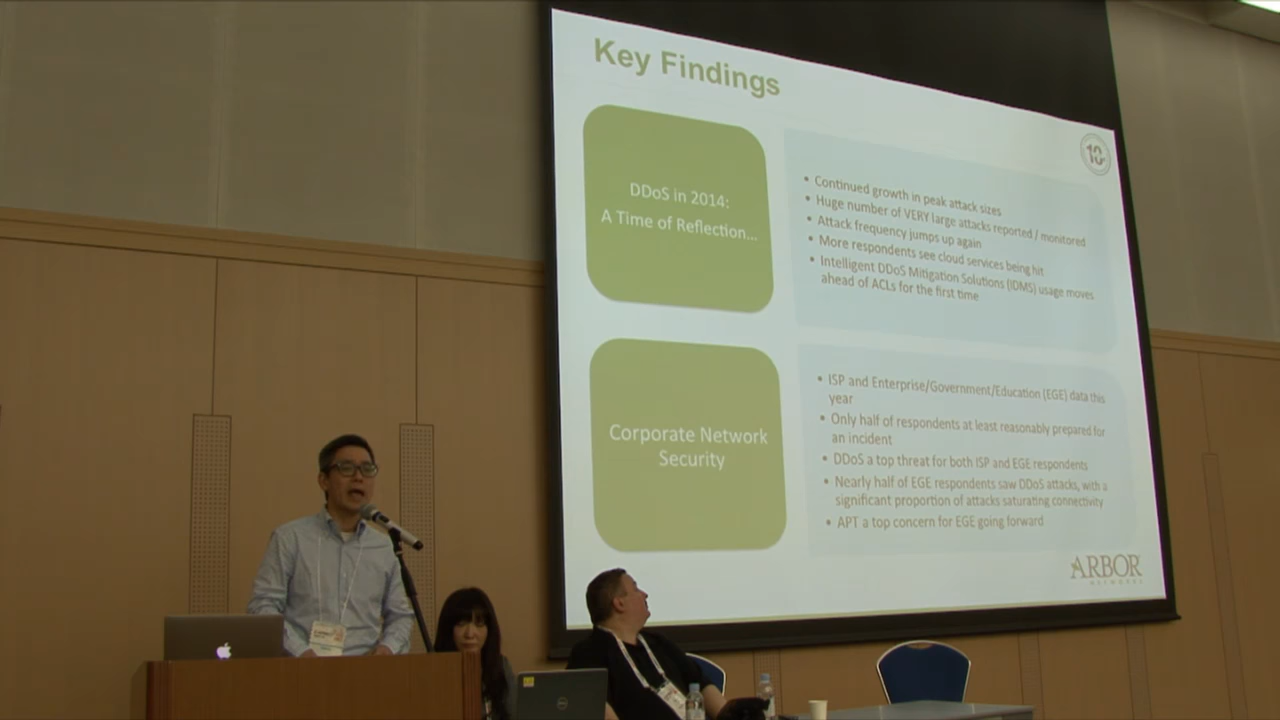 Key Findings
10
DDoS in 2014:
A Time of Reflection...
• Continued growth in peak attack sizes
• Huge number of VERY large attacks reported / monitored
• Attack frequency jumps up again
• More respondents see cloud services being hit
• Intelligent DDoS Mitigation Solutions (IDMS) usage moves
ahead of ACLs for the first time
Corporate Network
Security
• ISP and Enterprise/Government/Education (EGE) data this
year
• Only half of respondents at least reasonably prepared for
an incident
• DDoS a top threat for both ISP and EGE respondents
• Nearly half of EGE respondents saw DDoS attacks, with a
significant proportion of attacks saturating connectivity
• APT a top concern for EGE going forward
ARBOR
NETWORKS